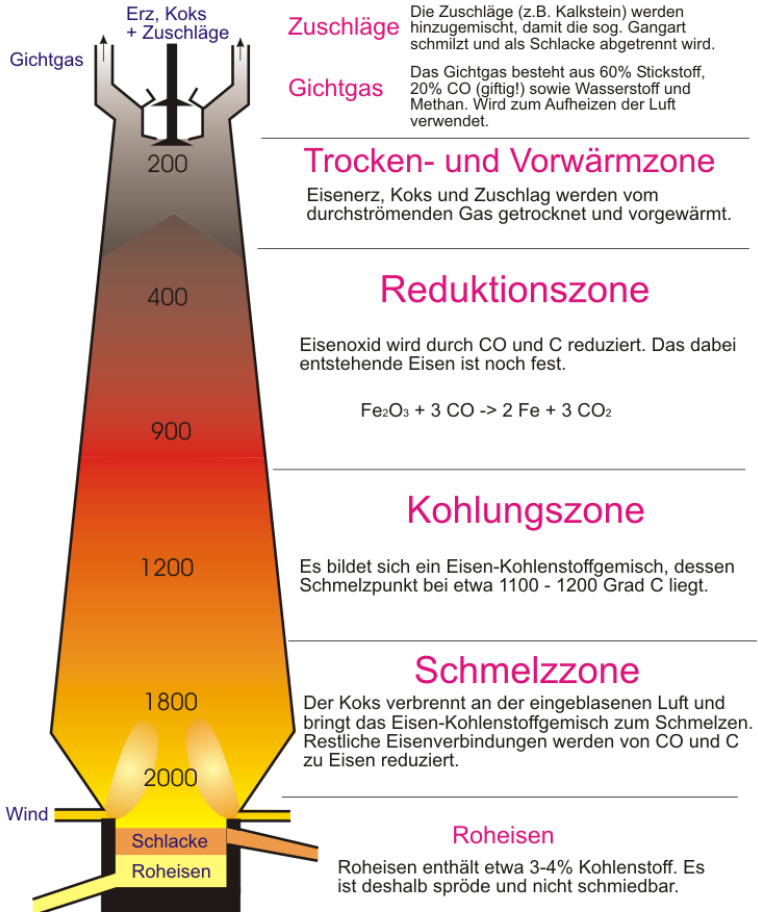 Erz, Koks
+ Zuschläge
Gichtgas
200
400
900
1200
1800
2000
Wind
Schlacke
Roheisen
Zuschläge
Die Zuschläge (z.B. Kalkstein) werden
hinzugemischt, damit die sog. Gangart
schmilzt und als Schlacke abgetrennt wird.
Gichtgas
Das Gichtgas besteht aus 60% Stickstoff,
20% CO (giftig!) sowie Wasserstoff und
Methan. Wird zum Aufheizen der Luft
verwendet.
Trocken- und Vorwärmzone
Eisenerz, Koks und Zuschlag werden vom
durchströmenden Gas getrocknet und vorgewärmt.
Reduktionszone
Eisenoxid wird durch CO und C reduziert. Das dabei
entstehende Eisen ist noch fest.
Fe₂O₃ + 3 CO -> 2 Fe + 3 CO₂
Kohlungszone
Es bildet sich ein Eisen-Kohlenstoffgemisch, dessen
Schmelzpunkt bei etwa 1100 - 1200 Grad C liegt.
Schmelzzone
Der Koks verbrennt an der eingeblasenen Luft und
bringt das Eisen-Kohlenstoffgemisch zum Schmelzen.
Restliche Eisenverbindungen werden von CO und C
zu Eisen reduziert.
Roheisen
Roheisen enthält etwa 3-4% Kohlenstoff. Es
ist deshalb spröde und nicht schmiedbar.